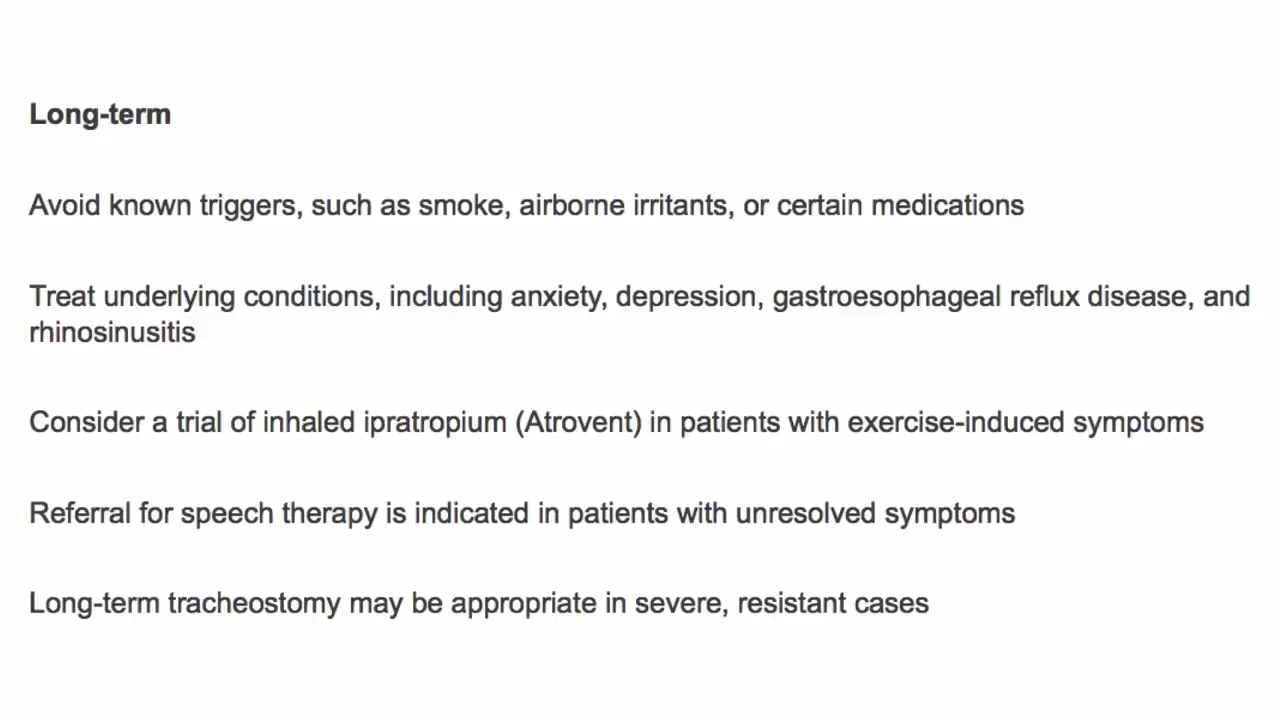 Long-term
Avoid known triggers, such as smoke, airborne irritants, or certain medications
Treat underlying conditions, including anxiety, depression, gastroesophageal reflux disease, and
rhinosinusitis
Consider a trial of inhaled ipratropium (Atrovent) in patients with exercise-induced symptoms
Referral for speech therapy is indicated in patients with unresolved symptoms
Long-term tracheostomy may be appropriate in severe, resistant cases